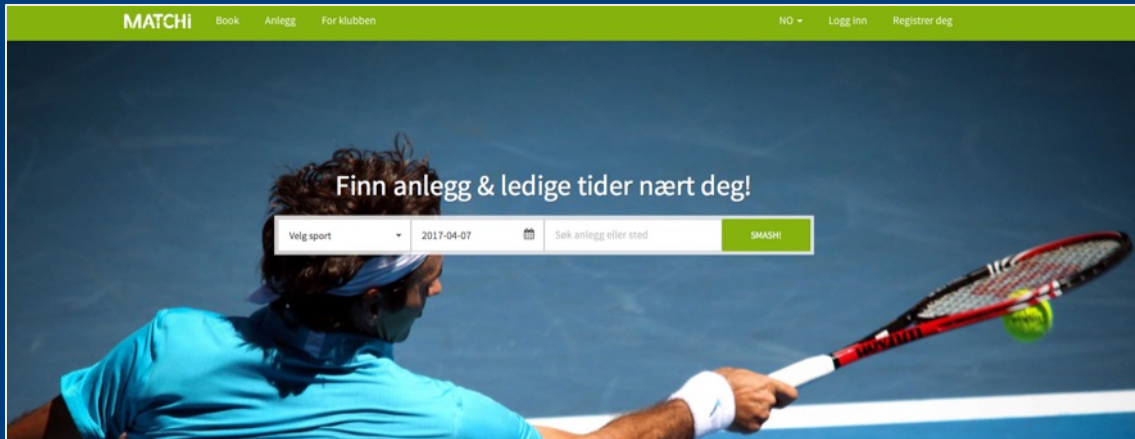 MATCHi Book Anlegg For klubben NO Logg inn Registrer deg
Finn anlegg & ledige tider nært deg!
Velg sport 2017-04-07 Søk anlegg eller sted SMASH!